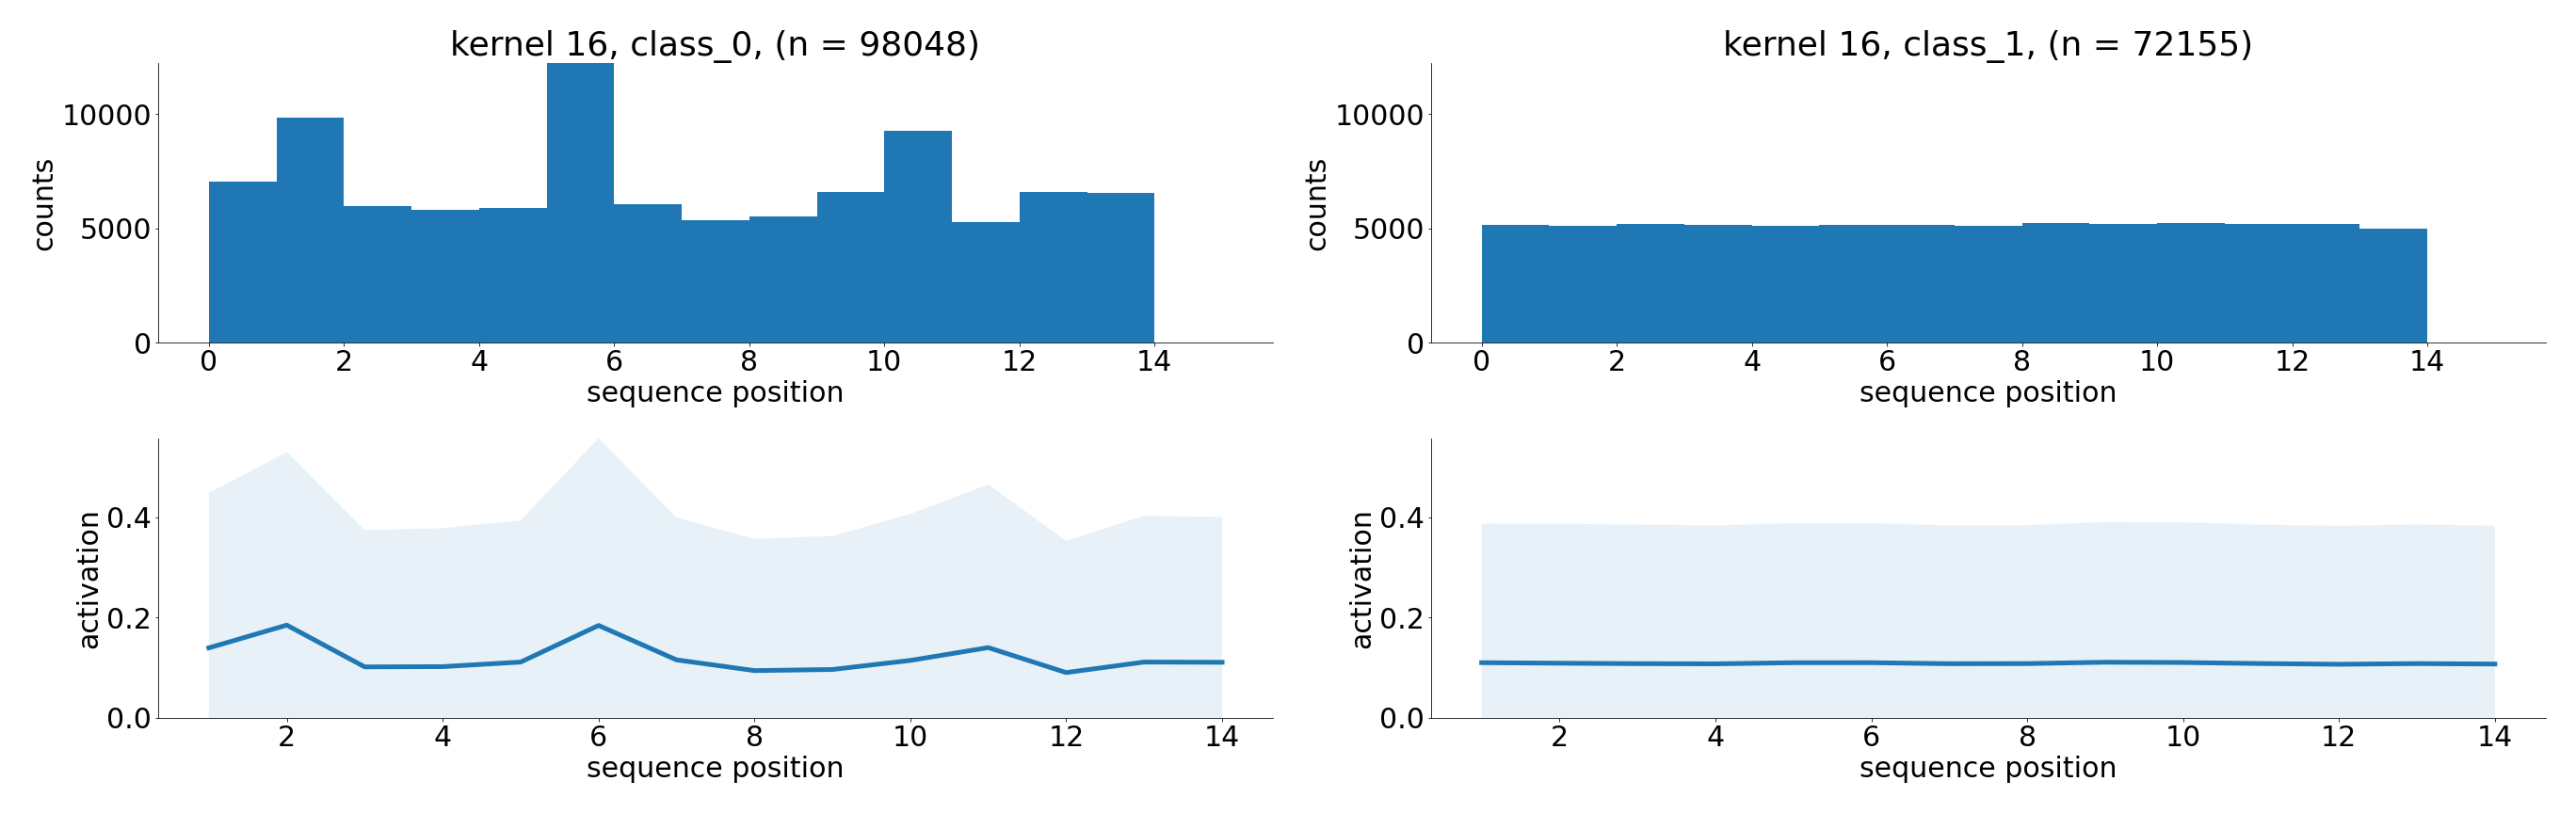 kernel 16, class_0, (n = 98048)
counts
10000
5000
0
0 2 4 6 8 10 12 14
sequence position
kernel 16, class_1, (n = 72155)
counts
10000
5000
0
0 2 4 6 8 10 12 14
sequence position
activation
0.4
0.2
0.0
2 4 6 8 10 12 14
sequence position
activation
0.4
0.2
0.0
2 4 6 8 10 12 14
sequence position